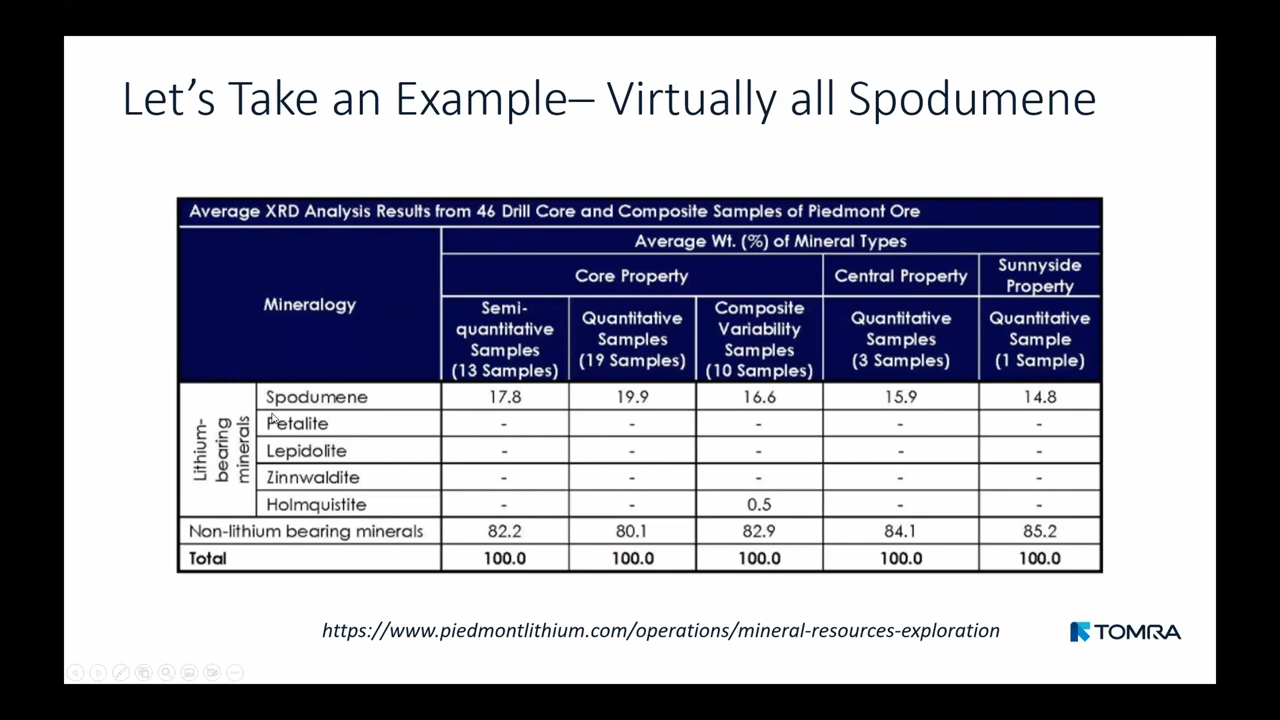 Let's Take an Example– Virtually all Spodumene
Average XRD Analysis Results from 46 Drill Core and Composite Samples of Piedmont Ore
Mineralogy
Average Wt. (%) of Mineral Types
Core Property
Central Property
Sunnyside
Property
Semi-
quantitative
Samples
(13 Samples)
Quantitative
Samples
(19 Samples)
Composite
Variability
Samples
(10 Samples)
Quantitative
Samples
(3 Samples)
Quantitative
Sample
(1 Sample)
Lithium-
bearing
minerals
Spodumene 17.8 19.9 16.6 15.9 14.8
Petalite - - - - -
Lepidolite - - - - -
Zinnwaldite - - - - -
Holmquistite - - 0.5 - -
Non-lithium bearing minerals 82.2 80.1 82.9 84.1 85.2
Total 100.0 100.0 100.0 100.0 100.0
https://www.piedmontlithium.com/operations/mineral-resources-exploration
TOMRA